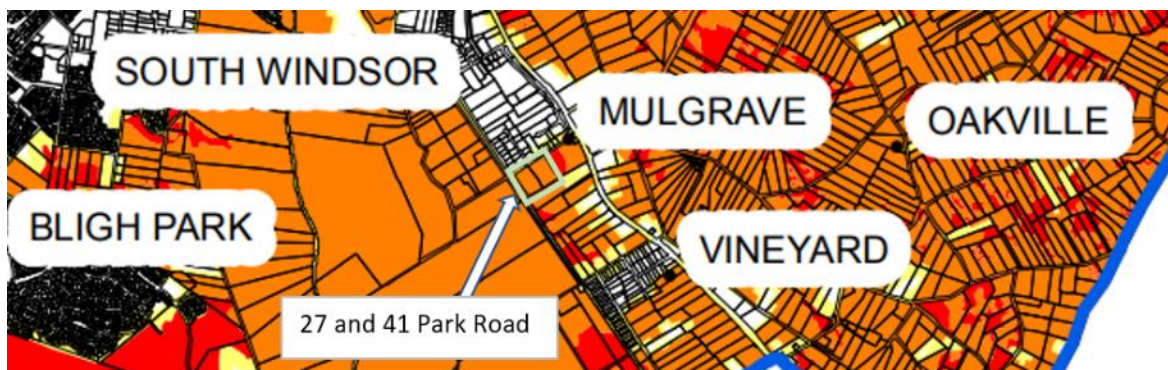 SOUTH WINDSOR
MULGRAVE
OAKVILLE
BLIGH PARK
VINEYARD
27 and 41 Park Road